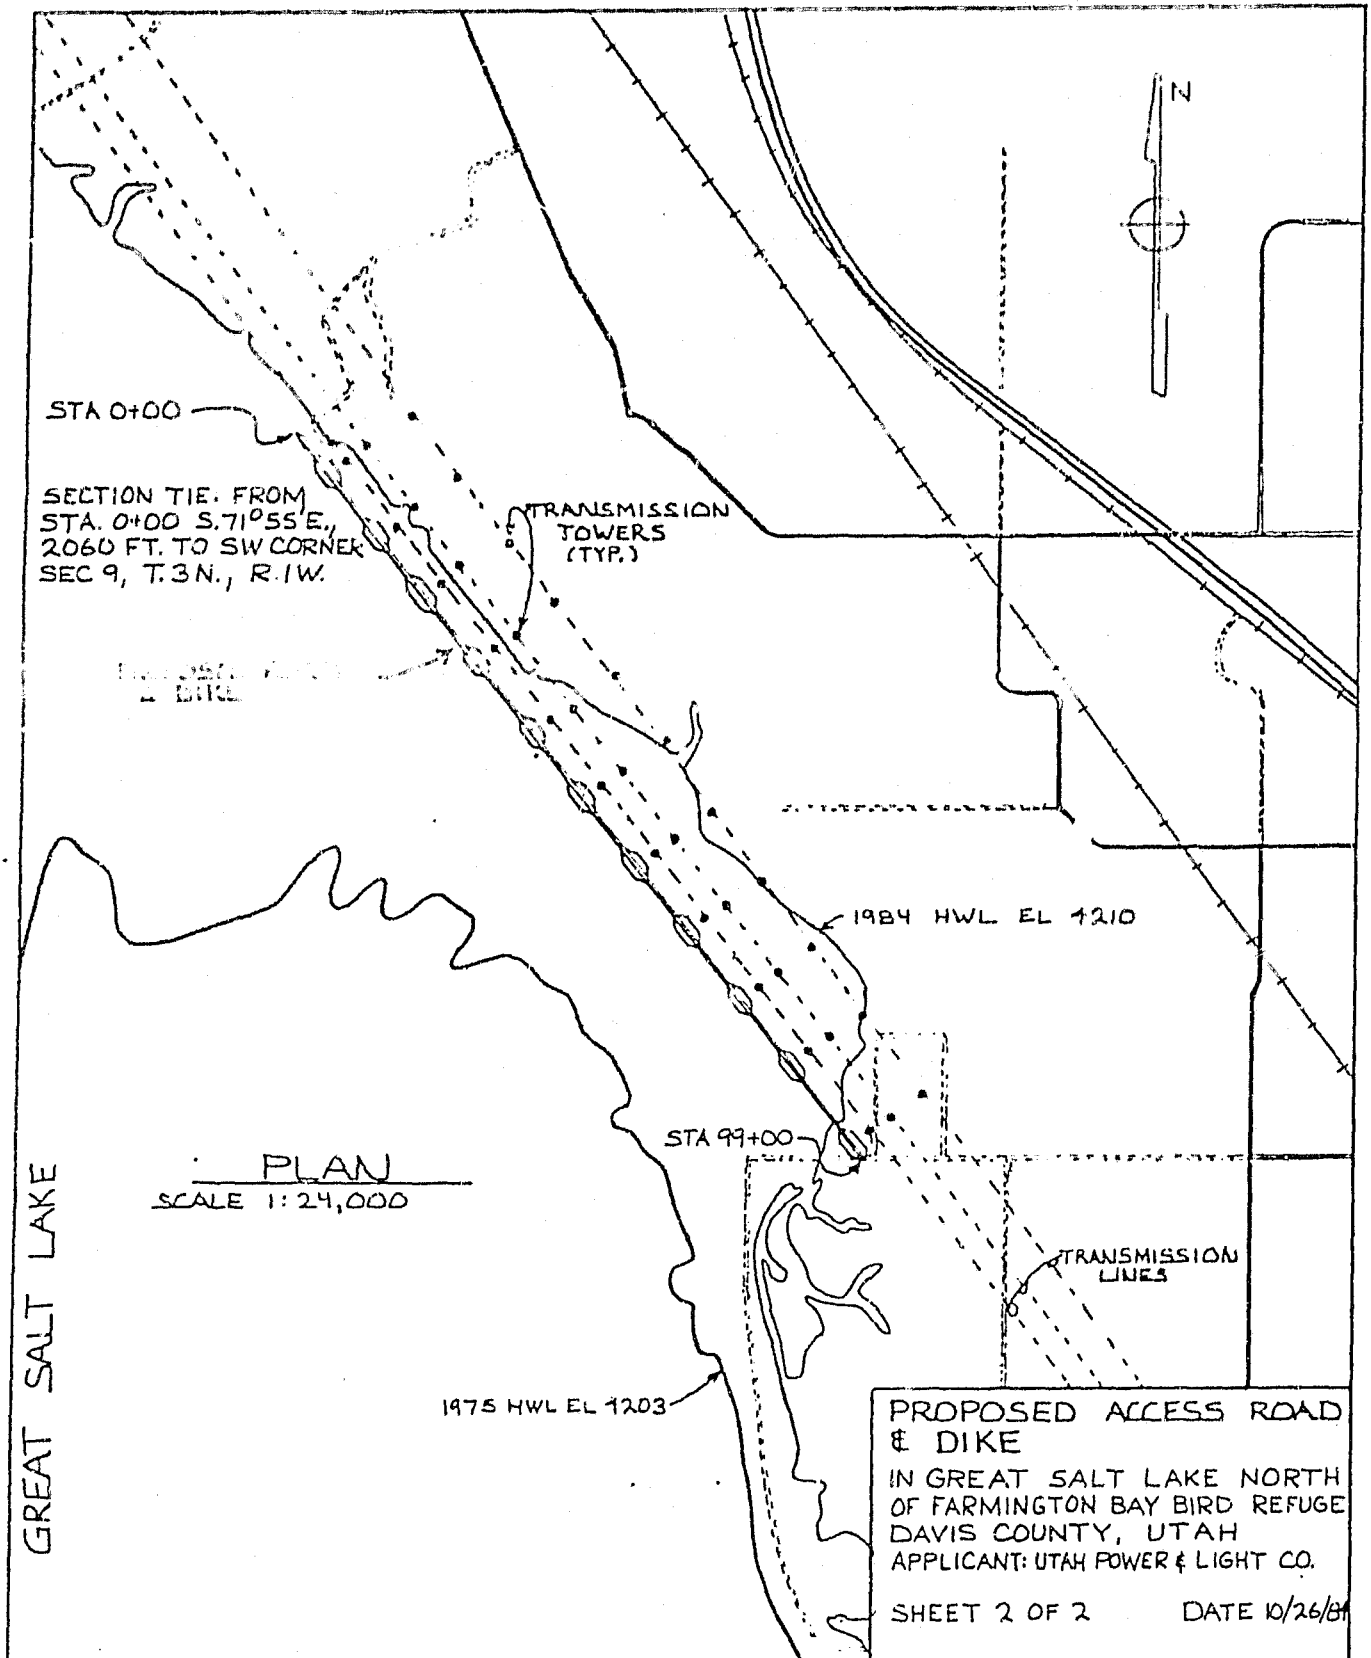 N
STA 0+00
SECTION TIE: FROM
STA. 0+00 S.71°55'E.,
2060 FT. TO SW CORNER
SEC 9, T.3N., R.1W.
TRANSMISSION
TOWERS
(TYP.)
& DIKE
1984 HWL EL 4210
STA 99+00
PLAN
SCALE 1:24,000
GREAT SALT LAKE
TRANSMISSION
LINES
1975 HWL EL 4203
PROPOSED ACCESS ROAD
& DIKE
IN GREAT SALT LAKE NORTH
OF FARMINGTON BAY BIRD REFUGE
DAVIS COUNTY, UTAH
APPLICANT: UTAH POWER & LIGHT CO.
SHEET 2 OF 2 DATE 10/26/84